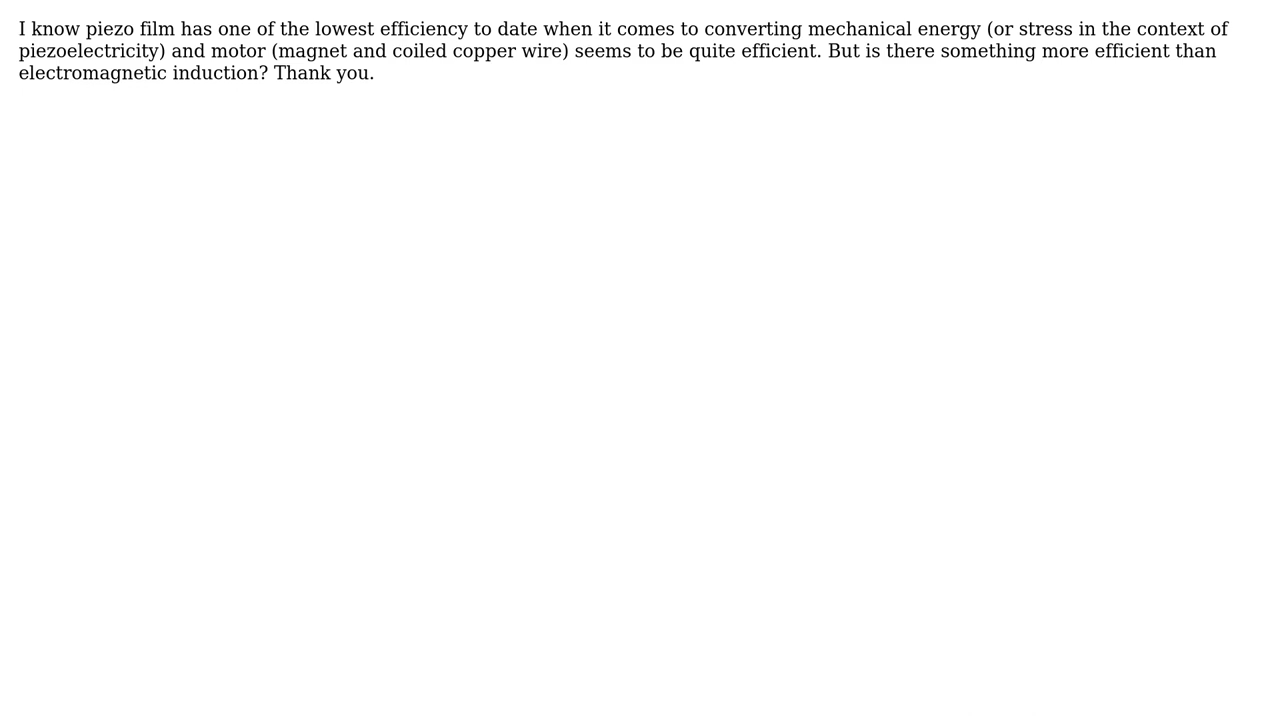 I know piezo film has one of the lowest efficiency to date when it comes to converting mechanical energy (or stress in the context of
piezoelectricity) and motor (magnet and coiled copper wire) seems to be quite efficient. But is there something more efficient than
electromagnetic induction? Thank you.